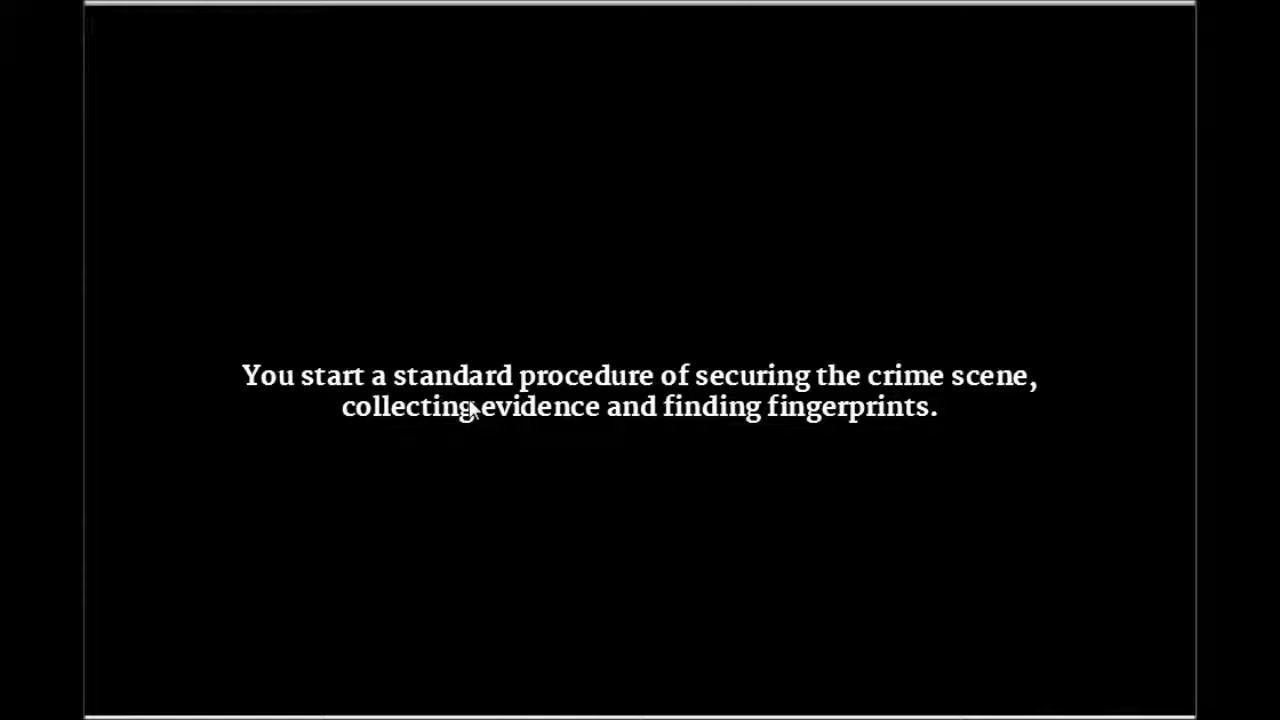 You start a standard procedure of securing the crime scene,
collecting evidence and finding fingerprints.